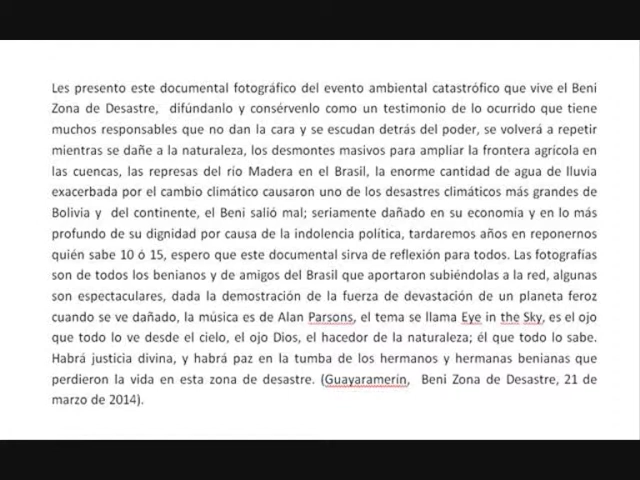 Les presento este documental fotográfico del evento ambiental catastrófico que vive el Beni
Zona de Desastre, difúndanlo y consérvenlo como un testimonio de lo ocurrido que tiene
muchos responsables que no dan la cara y se escudan detrás del poder, se volverá a repetir
mientras se dañe a la naturaleza, los desmontes masivos para ampliar la frontera agrícola en
las cuencas, las represas del río Madera en el Brasil, la enorme cantidad de agua de lluvia
exacerbada por el cambio climático causaron uno de los desastres climáticos más grandes de
Bolivia y del continente, el Beni salió mal; seriamente dañado en su economía y en lo más
profundo de su dignidad por causa de la indolencia política, tardaremos años en reponernos
quién sabe 10 ó 15, espero que este documental sirva de reflexión para todos. Las fotografías
son de todos los benianos y de amigos del Brasil que aportaron subiéndolas a la red, algunas
son espectaculares, dada la demostración de la fuerza de devastación de un planeta feroz
cuando se ve dañado, la música es de Alan Parsons, el tema se llama Eye in the Sky, es el ojo
que todo lo ve desde el cielo, el ojo Dios, el hacedor de la naturaleza; él que todo lo sabe.
Habrá justicia divina, y habrá paz en la tumba de los hermanos y hermanas benianas que
perdieron la vida en esta zona de desastre. (Guayaramerín, Beni Zona de Desastre, 21 de
marzo de 2014).